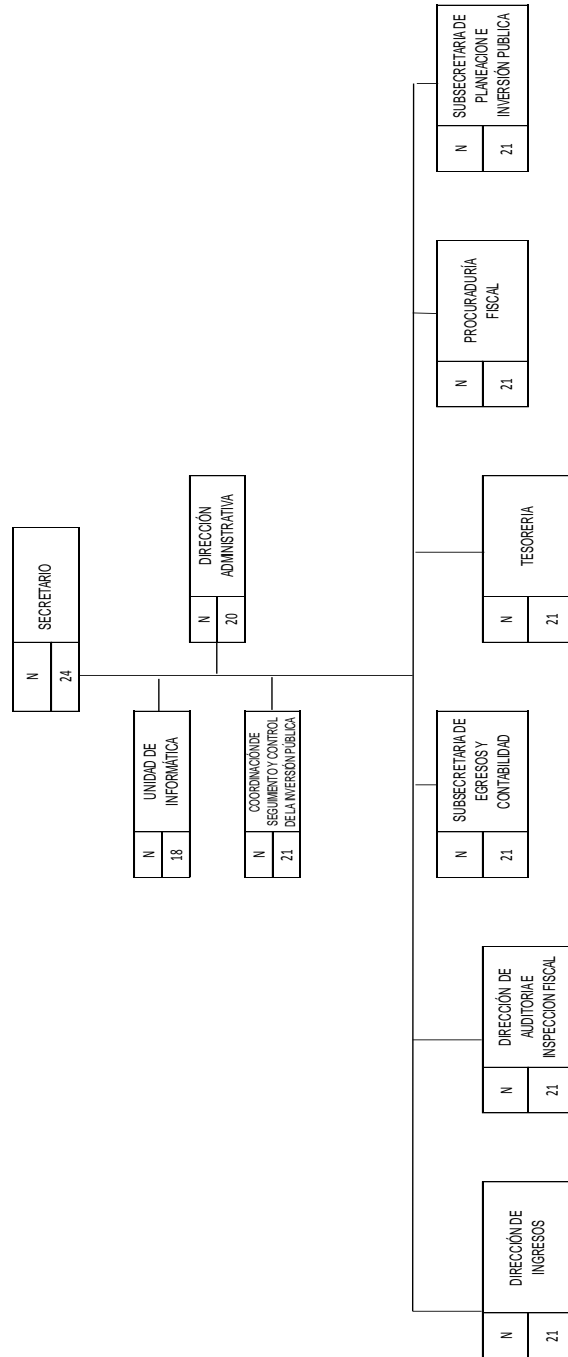 N
24
SECRETARIO
N
18
UNIDAD DE
INFORMÁTICA
N
20
DIRECCIÓN
ADMINISTRATIVA
N
21
COORDINACIÓN DE
SEGUIMIENTO Y CONTROL
DE LA INVERSIÓN PÚBLICA
N
21
DIRECCIÓN DE
INGRESOS
N
21
DIRECCIÓN DE
AUDITORIA E
INSPECCION FISCAL
N
21
SUBSECRETARIA DE
EGRESOS Y
CONTABILIDAD
N
21
TESORERIA
N
21
PROCURADURÍA
FISCAL
N
21
SUBSECRETARIA DE
PLANEACION E
INVERSIÓN PUBLICA